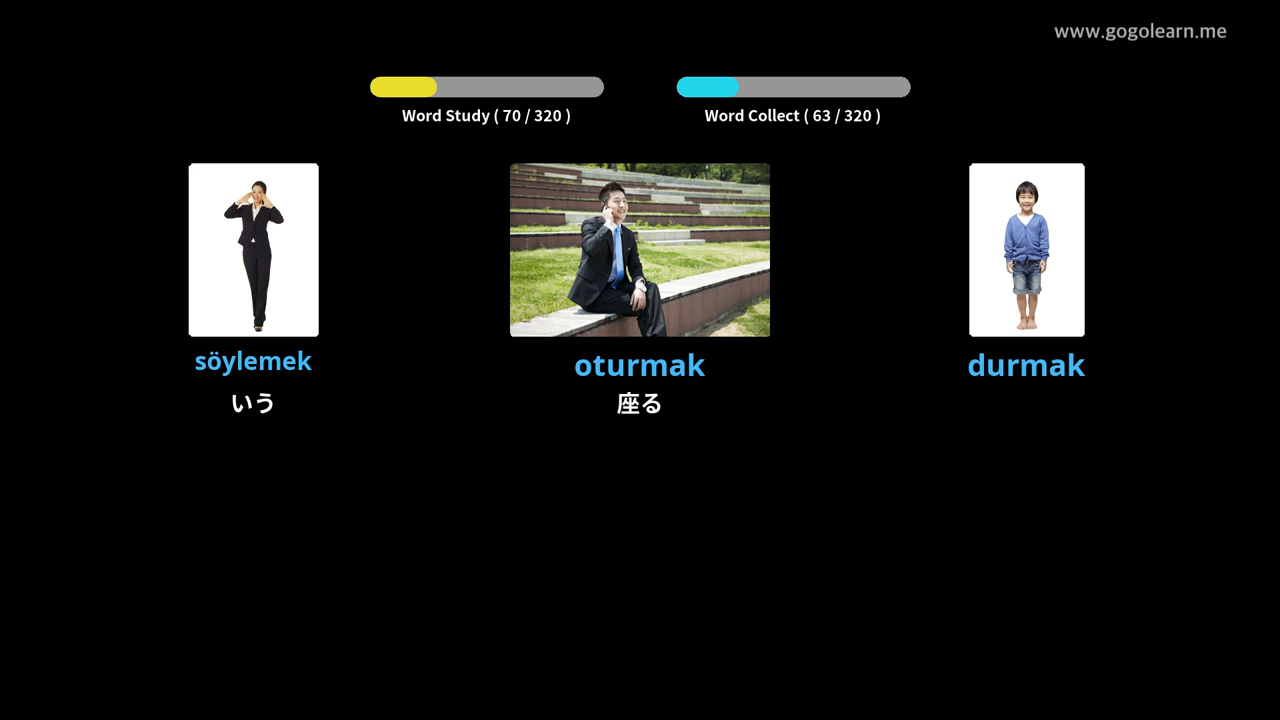 www.gogolearn.me
Word Study ( 70 / 320 )
Word Collect ( 63 / 320 )
söylemek
oturmak
durmak
いう
座る